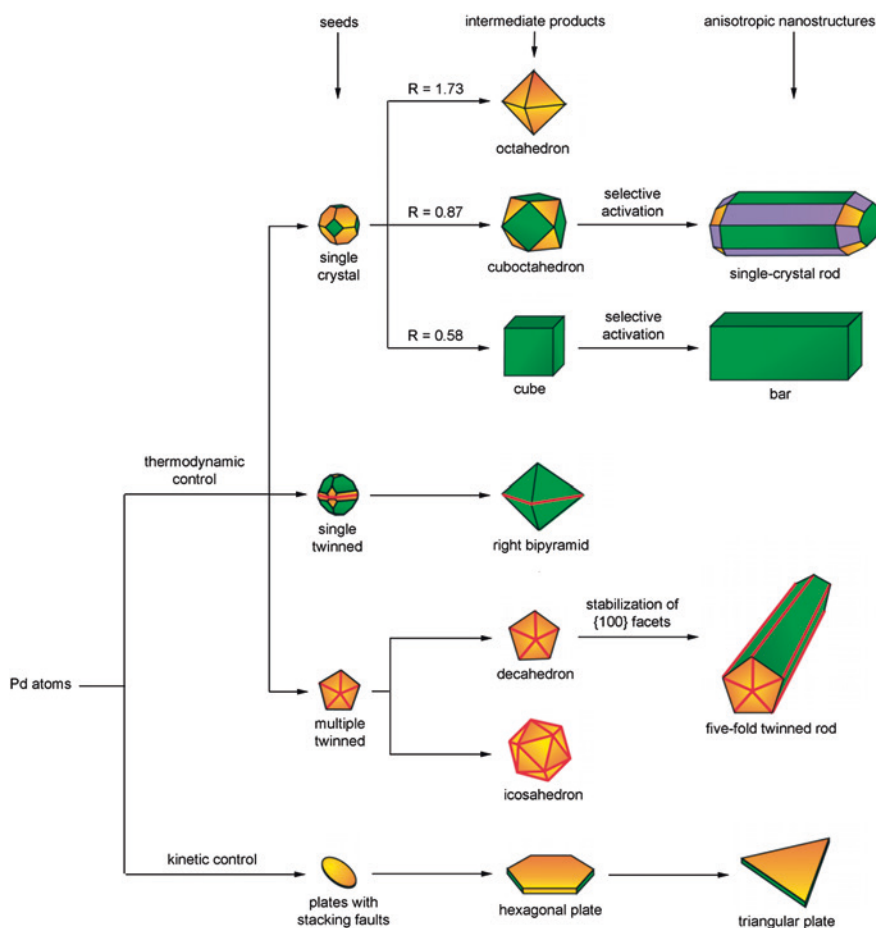 seeds
intermediate products
anisotropic nanostructures
R = 1.73
octahedron
R = 0.87
selective
activation
single
crystal
cuboctahedron
single-crystal rod
R = 0.58
selective
activation
cube
bar
thermodynamic
control
single
twinned
right bipyramid
stabilization of
{100} facets
decahedron
Pd atoms
multiple
twinned
five-fold twinned rod
icosahedron
kinetic control
plates with
stacking faults
hexagonal plate
triangular plate